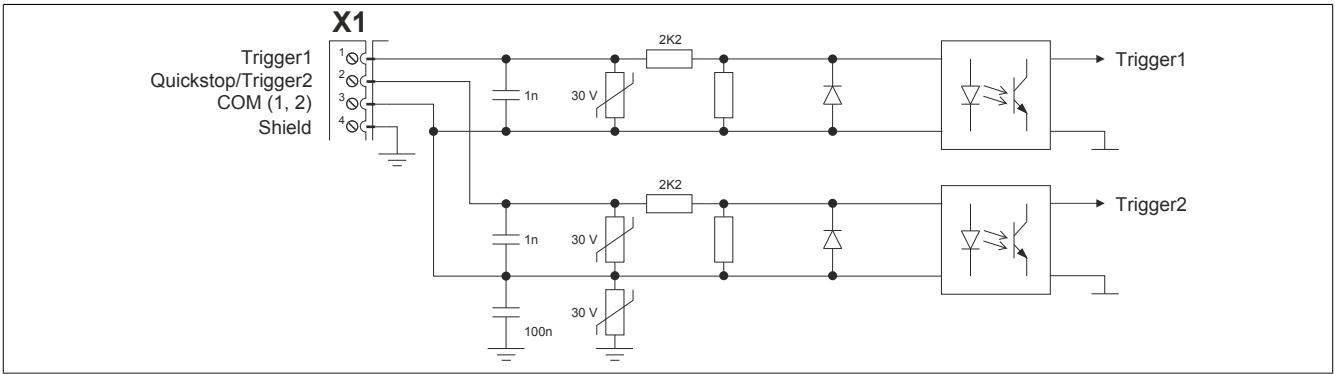 X1
Trigger1
1
Quickstop/Trigger2
2
COM (1, 2)
3
Shield
4
2K2
1n
30 V
Trigger1
2K2
1n
30 V
Trigger2
100n
30 V